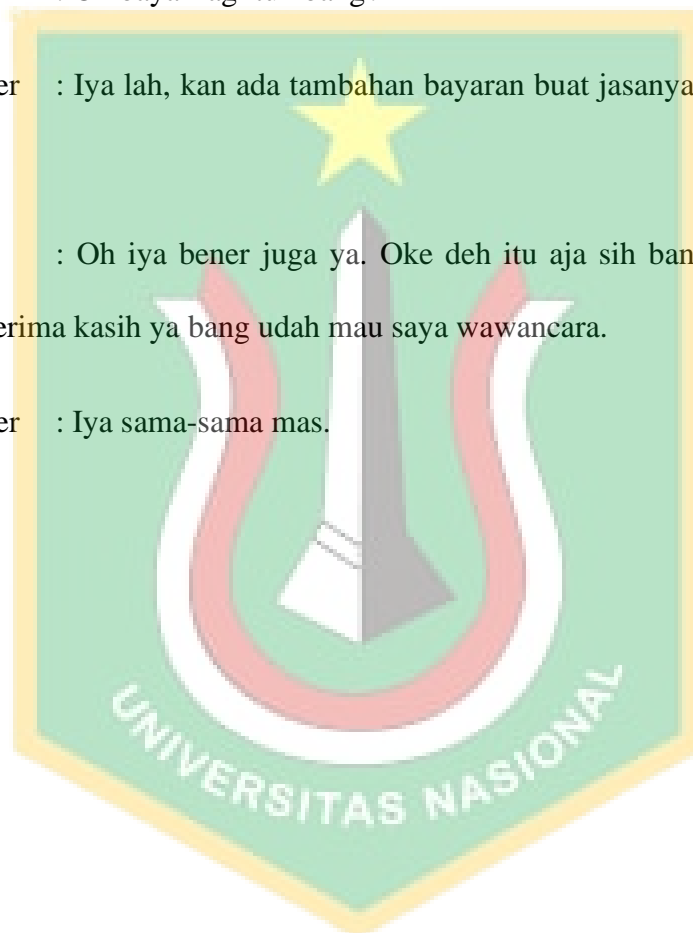 er : Iya lah, kan ada tambahan bayaran buat jasanya
: Oh iya bener juga ya. Oke deh itu aja sih ban
erima kasih ya bang udah mau saya wawancara.
er : Iya sama-sama mas.
UNIVERSITAS NASIONAL